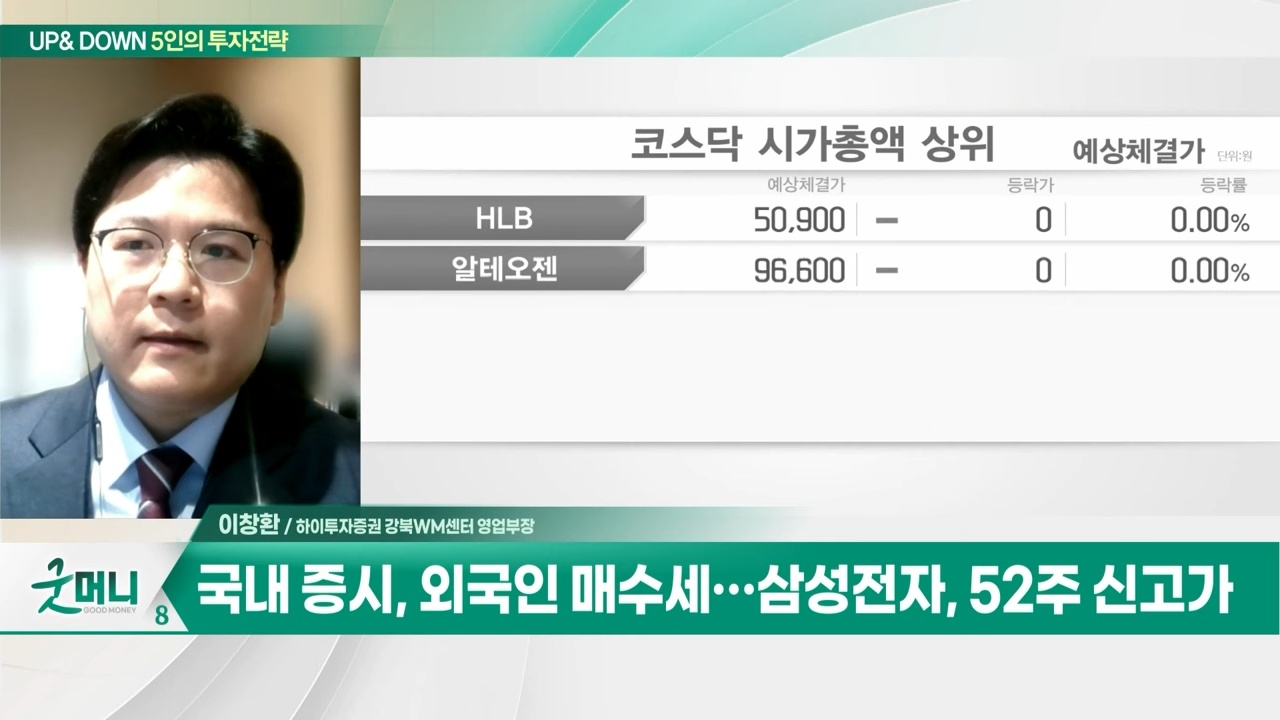 UP& DOWN 5인의 투자전략
코스닥 시가총액 상위 예상체결가 단위:원
예상체결가 등락가 등락률
HLB 50,900 – 0 0.00%
알테오젠 96,600 – 0 0.00%
이창환 / 하이투자증권 강북WM센터 영업부장
굿머니
GOOD MONEY
8
국내 증시, 외국인 매수세…삼성전자, 52주 신고가